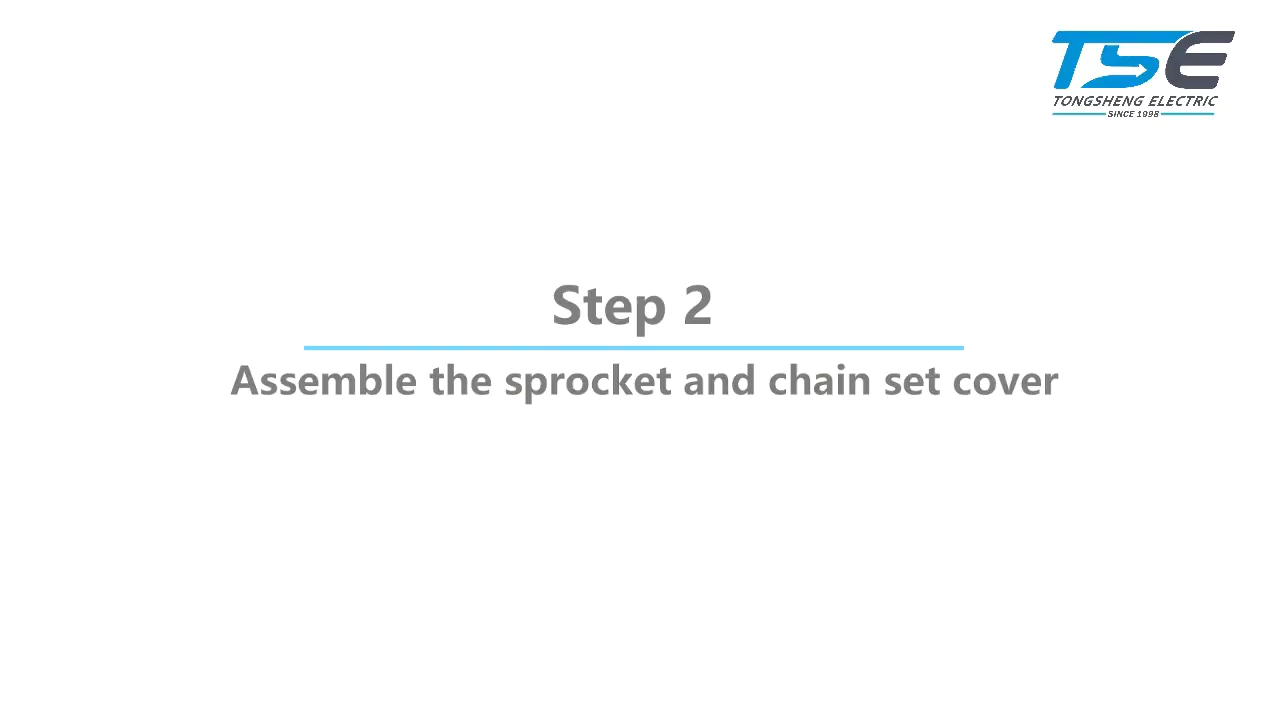 TSE
TONGSHENG ELECTRIC
SINCE 1998
Step 2
Assemble the sprocket and chain set cover